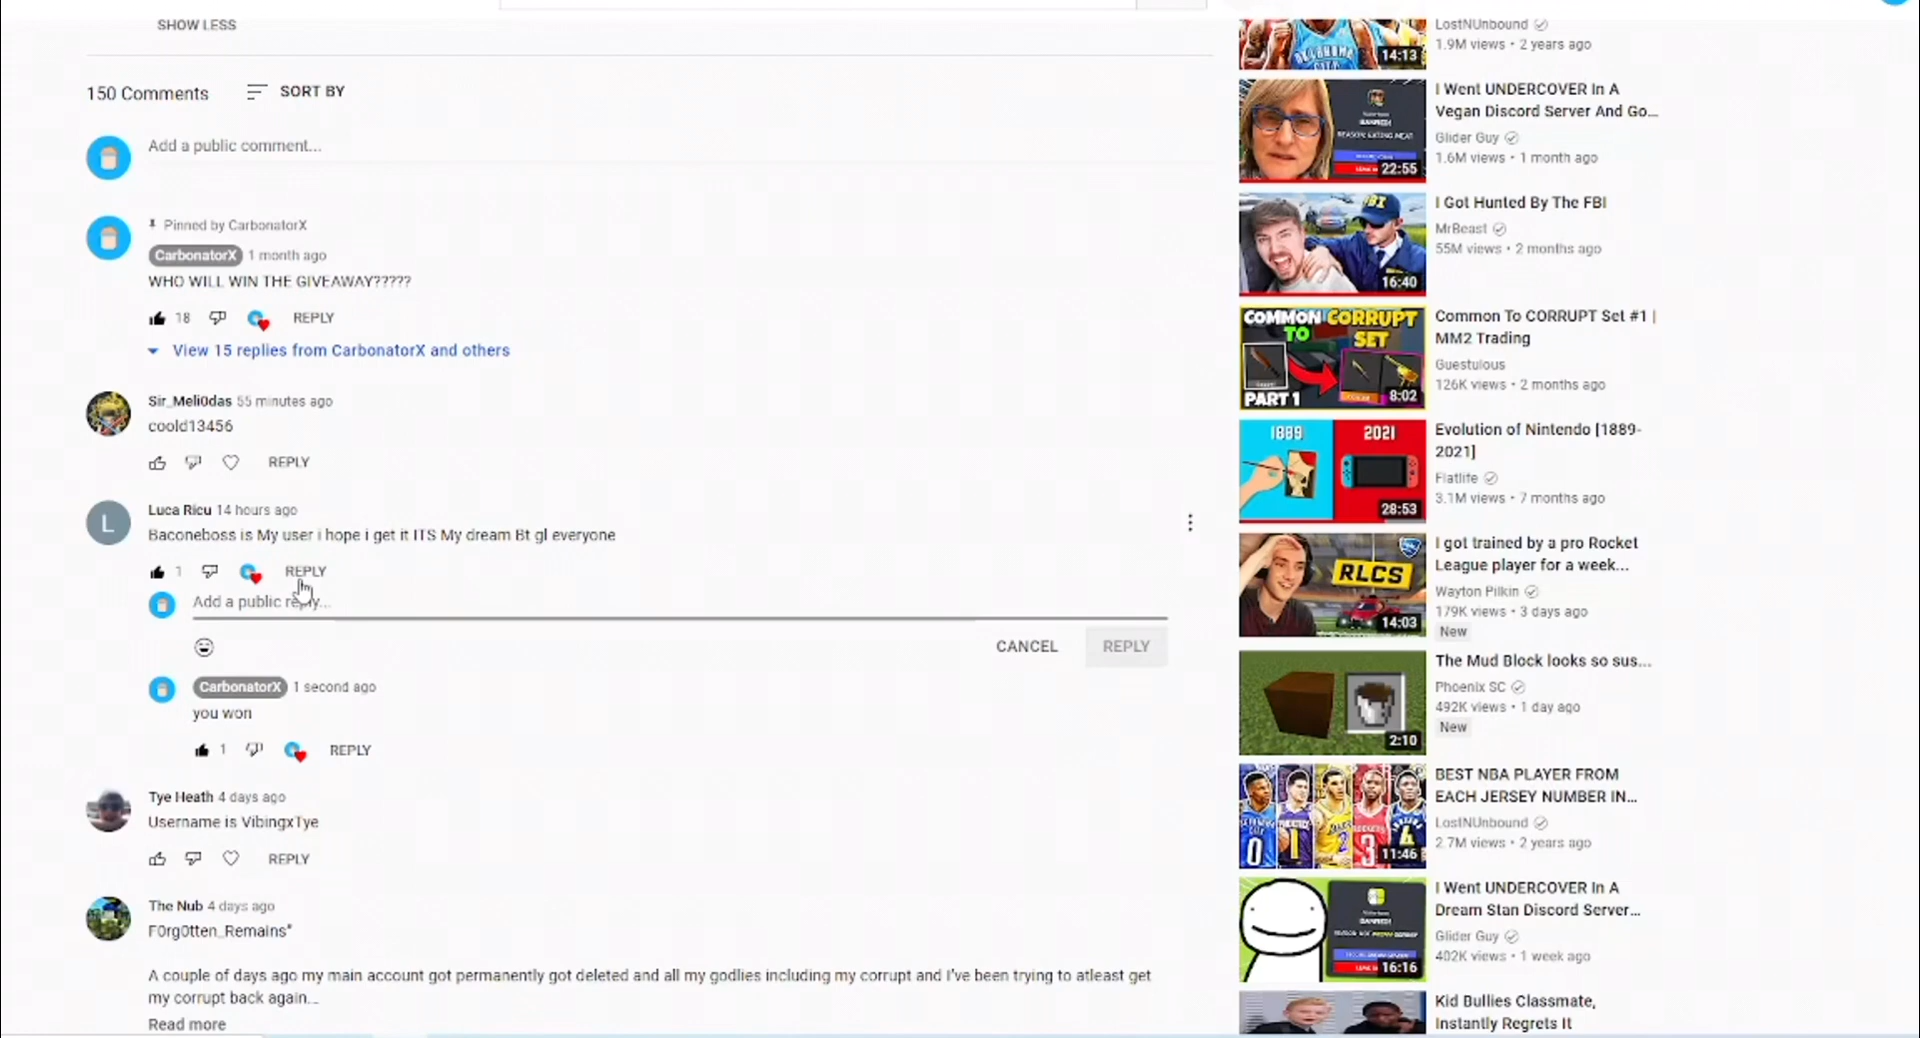 SHOW LESS
150 Comments
SORT BY
Add a public comment...
Pinned by CarbonatorX
CarbonatorX 1 month ago
WHO WILL WIN THE GIVEAWAY?????
18 REPLY
View 15 replies from CarbonatorX and others
Sir_Meli0das 55 minutes ago
coold13456
REPLY
L
Luca Ricu 14 hours ago
Baconeboss is My user i hope i get it ITS My dream Bt gl everyone
1 REPLY
Add a public reply...
CANCEL REPLY
CarbonatorX 1 second ago
you won
1 REPLY
Tye Heath 4 days ago
Username is VibingxTye
REPLY
The Nub 4 days ago
F0rg0tten_Remains"
A couple of days ago my main account got permanently got deleted and all my godlies including my corrupt and I've been trying to atleast get
my corrupt back again...
Read more
OKLAHOMA
CITY
14:13
LostNUnbound
1.9M views • 2 years ago
REASON: EATING MEAT
22:55
I Went UNDERCOVER In A
Vegan Discord Server And Go...
Glider Guy
1.6M views • 1 month ago
FBI
16:40
I Got Hunted By The FBI
MrBeast
55M views • 2 months ago
COMMON CORRUPT
TO SET
PART 1
8:02
Common To CORRUPT Set #1 |
MM2 Trading
Guestulous
126K views • 2 months ago
1889 2021
28:53
Evolution of Nintendo [1889-
2021]
Flatlife
3.1M views • 7 months ago
RLCS
14:03
I got trained by a pro Rocket
League player for a week...
Wayton Pilkin
179K views • 3 days ago
New
2:10
The Mud Block looks so sus...
Phoenix SC
492K views • 1 day ago
New
0 1 2 3 4
11:46
BEST NBA PLAYER FROM
EACH JERSEY NUMBER IN...
LostNUnbound
2.7M views • 2 years ago
16:16
I Went UNDERCOVER In A
Dream Stan Discord Server...
Glider Guy
402K views • 1 week ago
Kid Bullies Classmate,
Instantly Regrets It